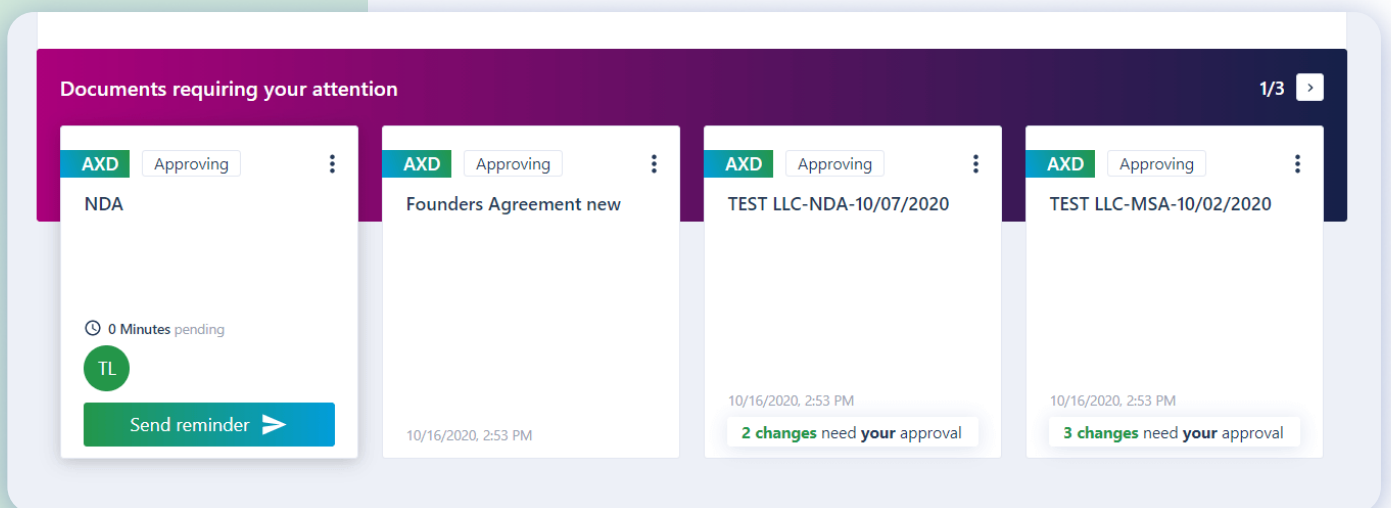 Documents requiring your attention
1/3
AXD Approving
NDA
0 Minutes pending
TL
Send reminder
AXD Approving
Founders Agreement new
10/16/2020, 2:53 PM
AXD Approving
TEST LLC-NDA-10/07/2020
10/16/2020, 2:53 PM
2 changes need your approval
AXD Approving
TEST LLC-MSA-10/02/2020
10/16/2020, 2:53 PM
3 changes need your approval